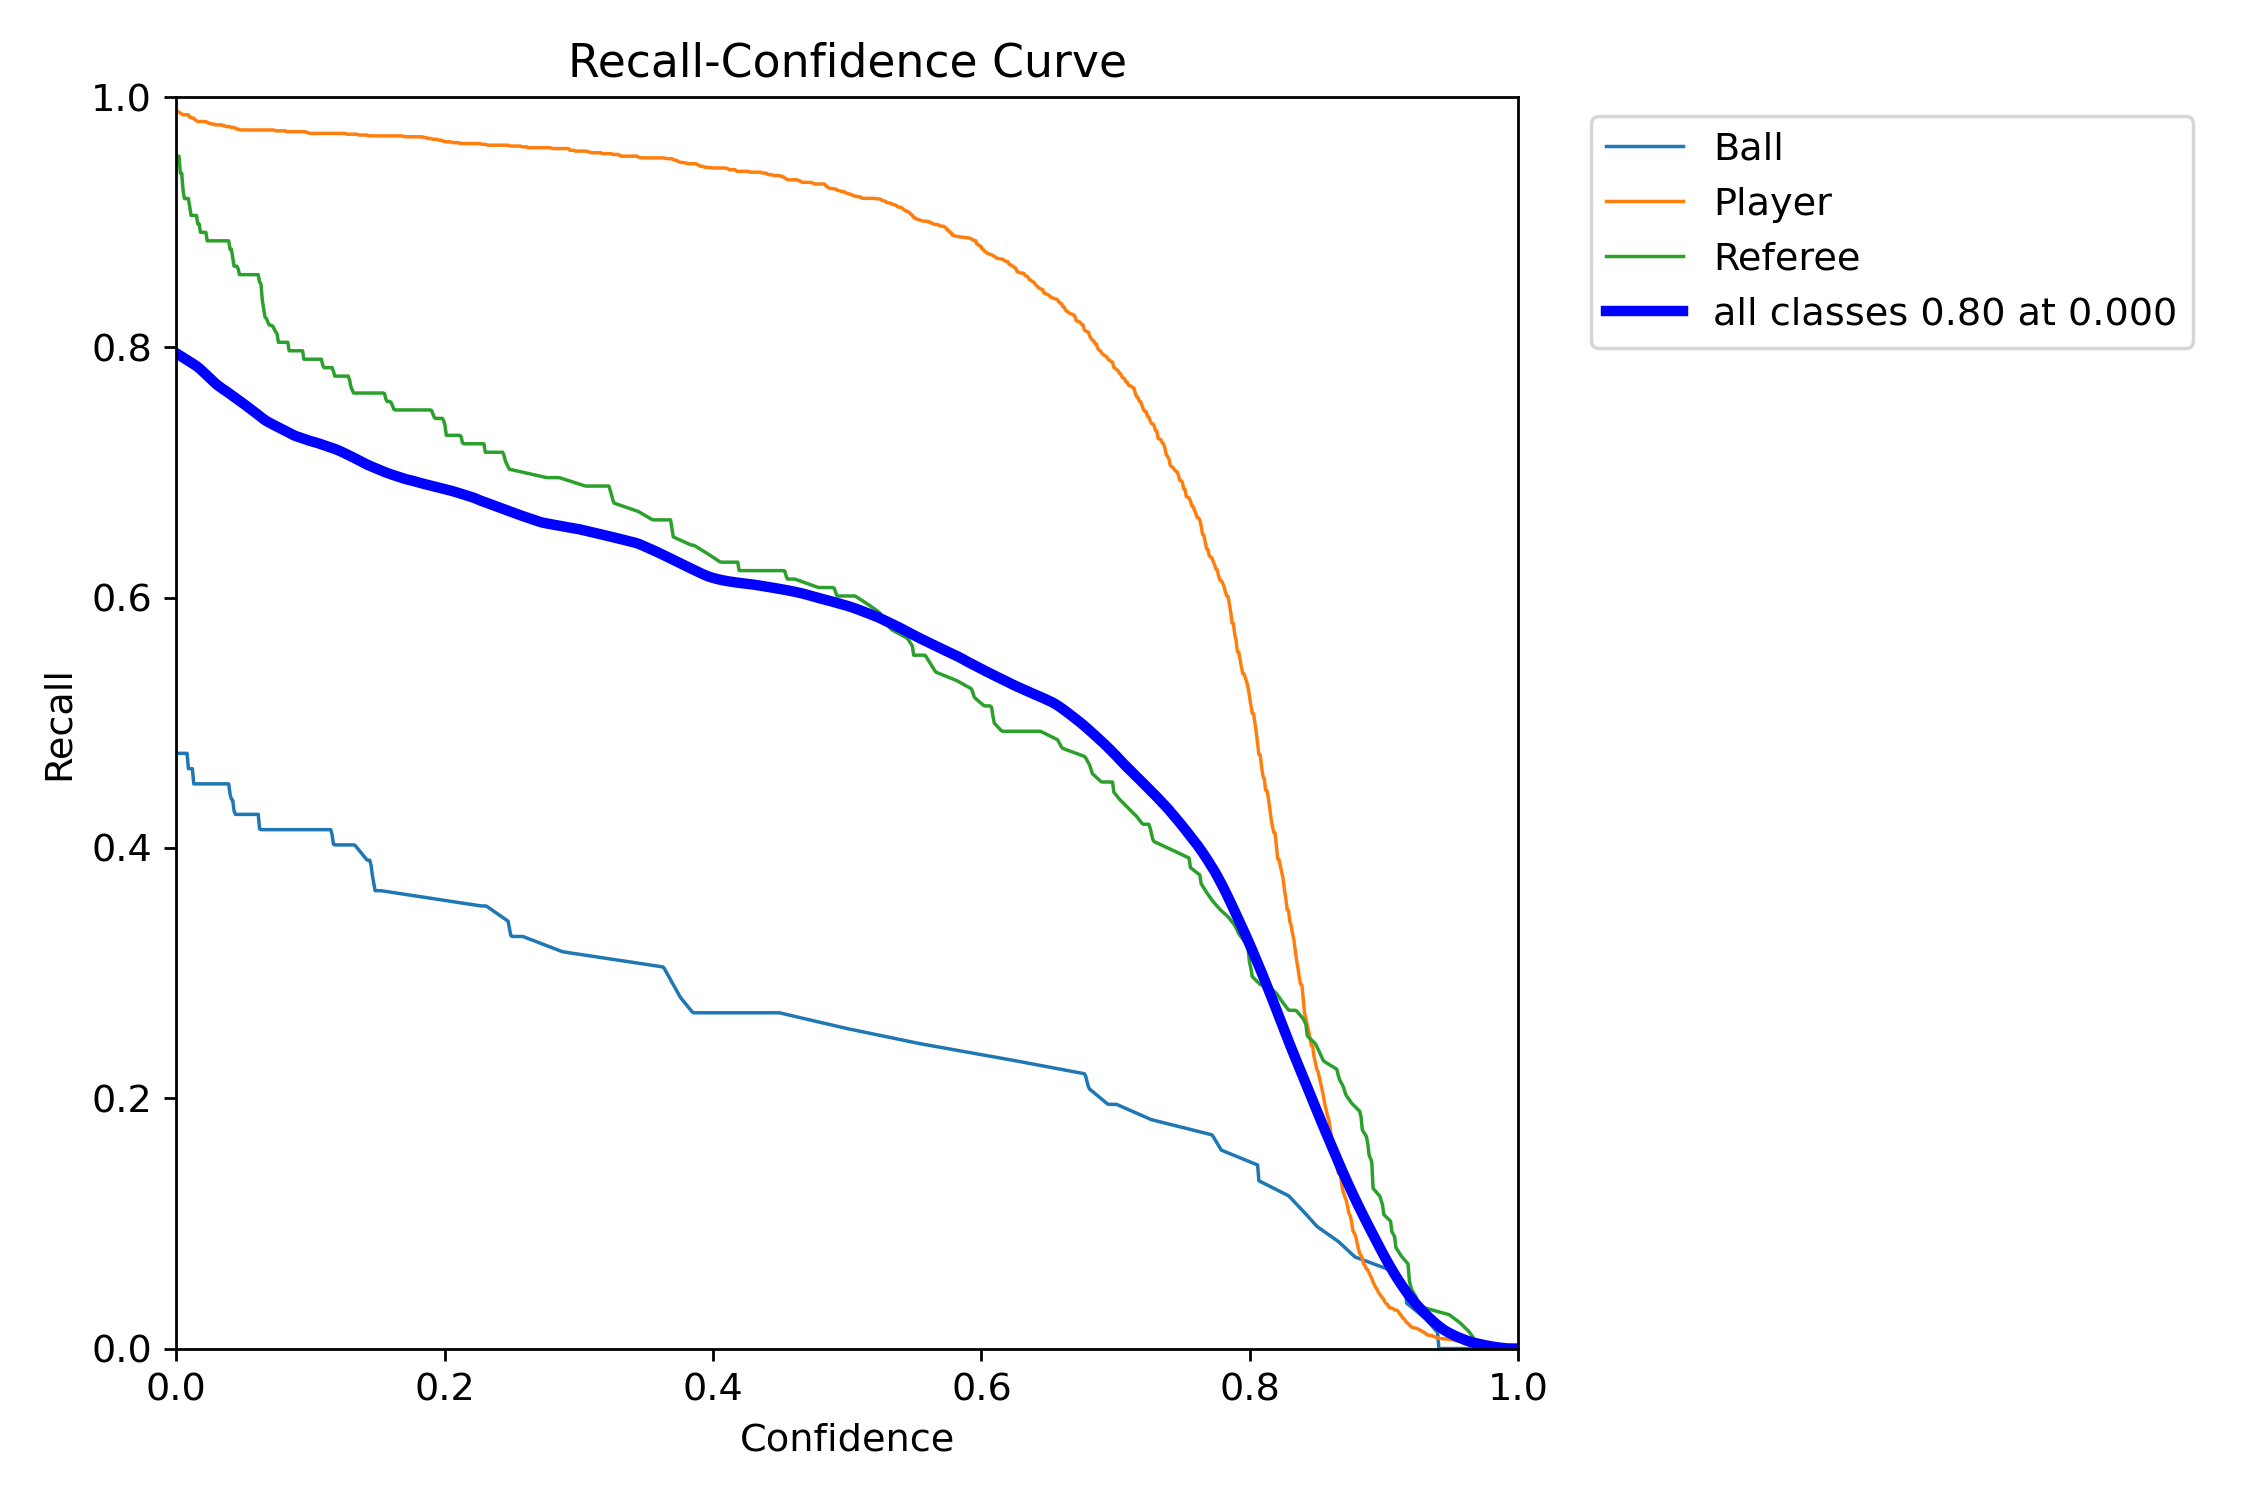 Recall-Confidence Curve
1.0
0.8
0.6
0.4
0.2
0.0
Recall
0.0 0.2 0.4 0.6 0.8 1.0
Confidence
Ball
Player
Referee
all classes 0.80 at 0.000